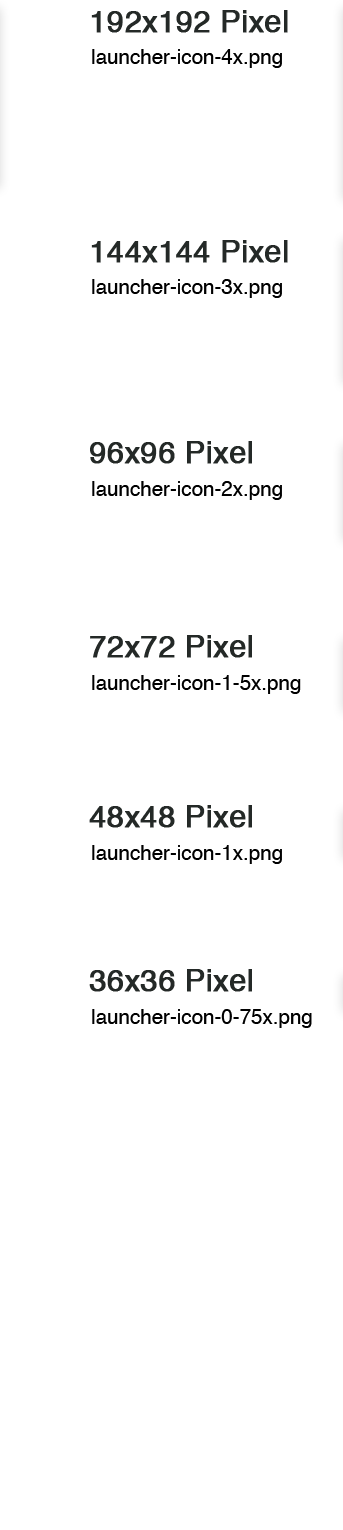 192x192 Pixel
launcher-icon-4x.png
144x144 Pixel
launcher-icon-3x.png
96x96 Pixel
launcher-icon-2x.png
72x72 Pixel
launcher-icon-1-5x.png
48x48 Pixel
launcher-icon-1x.png
36x36 Pixel
launcher-icon-0-75x.png